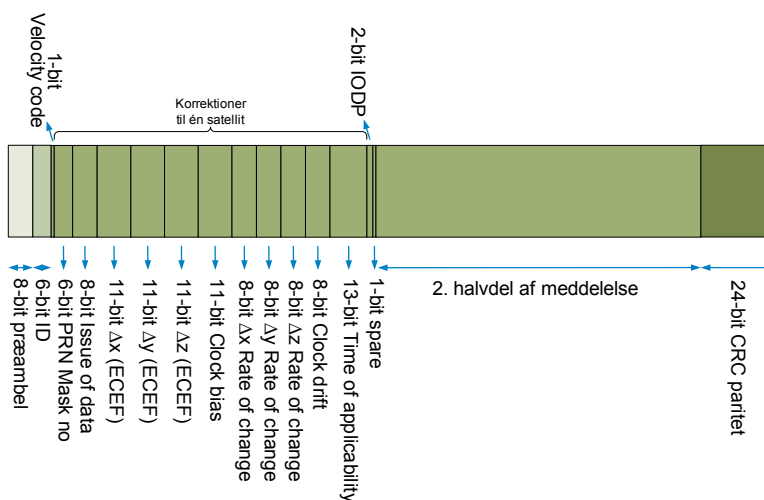 1-bit
Velocity code
Korrektioner
til én satellit
2-bit IODP
8-bit præambel
6-bit ID
6-bit PRN Mask no
8-bit Issue of data
11-bit Δx (ECEF)
11-bit Δy (ECEF)
11-bit Δz (ECEF)
11-bit Clock bias
8-bit Δx Rate of change
8-bit Δy Rate of change
8-bit Δz Rate of change
8-bit Clock drift
13-bit Time of applicability
1-bit spare
2. halvdel af meddelelse
24-bit CRC paritet